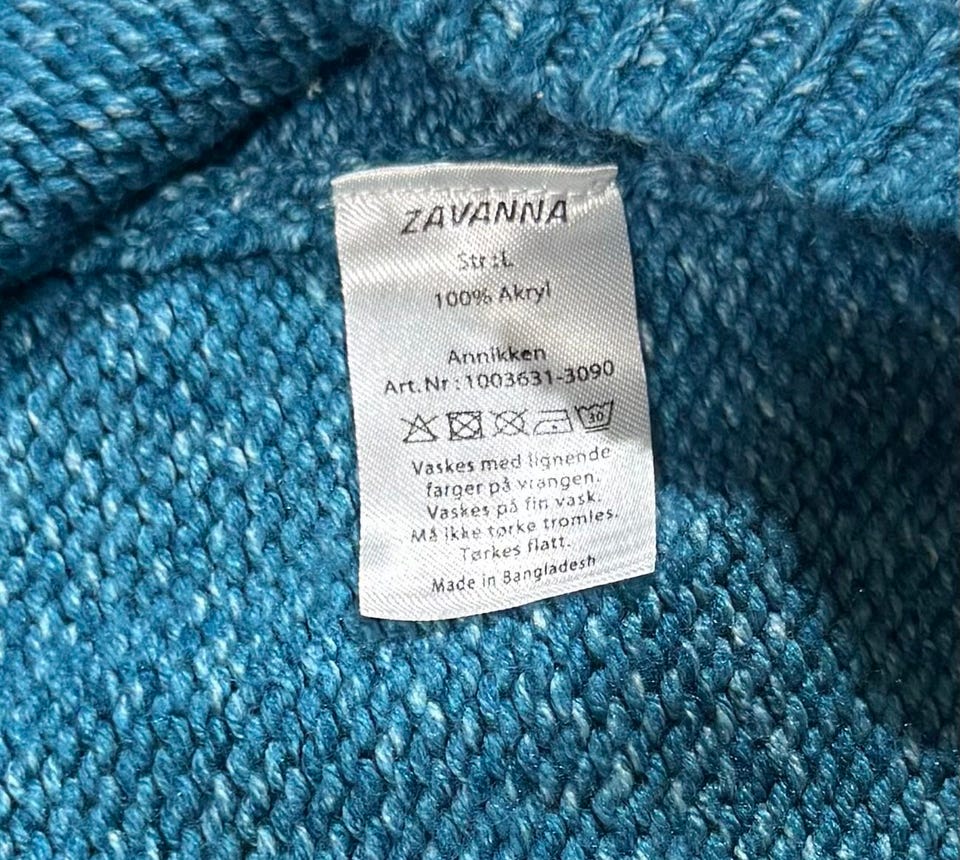 ZAVANNA
Str:L
100% Akryl
Annikken
Art.Nr:1003631-3090
30
Vaskes med lignende
farger på vrangen.
Vaskes på fin vask.
Må ikke tørke tromles.
Tørkes flatt.
Made in Bangladesh